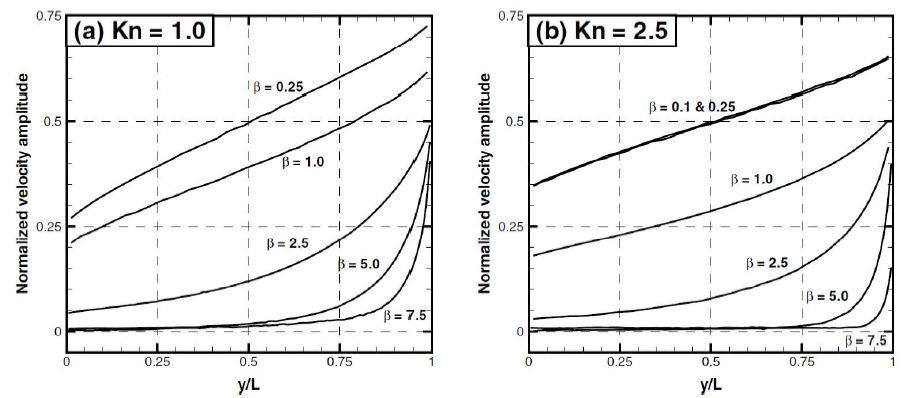 (a) Kn = 1.0
Normalized velocity amplitude
0.75
0.5
0.25
0
β = 0.25
β = 1.0
β = 2.5
β = 5.0
β = 7.5
0 0.25 0.5 0.75 1
y/L
(b) Kn = 2.5
Normalized velocity amplitude
0.75
0.5
0.25
0
β = 0.1 & 0.25
β = 1.0
β = 2.5
β = 5.0
β = 7.5
0 0.25 0.5 0.75 1
y/L